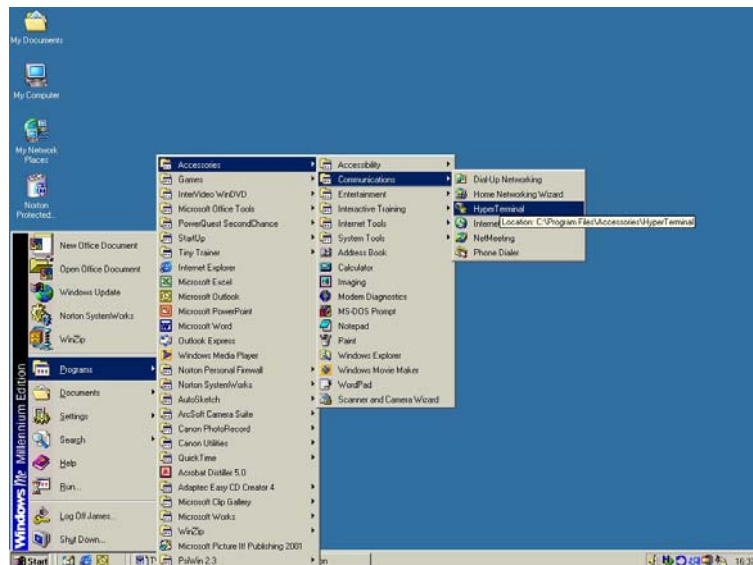 My Documents
My Computer
My Network
Places
Norton
Protected...
New Office Document
Open Office Document
Windows Update
Norton SystemWorks
WinZip
Programs
Documents
Settings
Search
Help
Run...
Log Off James...
Shut Down...
Windows Me Millennium Edition
Accessories
Games
InterVideo WinDVD
Microsoft Office Tools
PowerQuest SecondChance
StartUp
Tiny Trainer
Internet Explorer
Microsoft Excel
Microsoft Outlook
Microsoft PowerPoint
Microsoft Word
Outlook Express
Windows Media Player
Norton Personal Firewall
Norton SystemWorks
AutoSketch
ArcSoft Camera Suite
Canon PhotoRecord
Canon Utilities
QuickTime
Acrobat Distiller 5.0
Adaptec Easy CD Creator 4
Microsoft Clip Gallery
Microsoft Works
WinZip
Microsoft Picture It! Publishing 2001
PsiWin 2.3
Accessibility
Communications
Entertainment
Interactive Training
Internet Tools
System Tools
Address Book
Calculator
Imaging
Modem Diagnostics
MS-DOS Prompt
Notepad
Paint
Windows Explorer
Windows Movie Maker
WordPad
Scanner and Camera Wizard
Dial-Up Networking
Home Networking Wizard
HyperTerminal
Interne
Location: C:\Program Files\Accessories\HyperTerminal
NetMeeting
Phone Dialer
Start